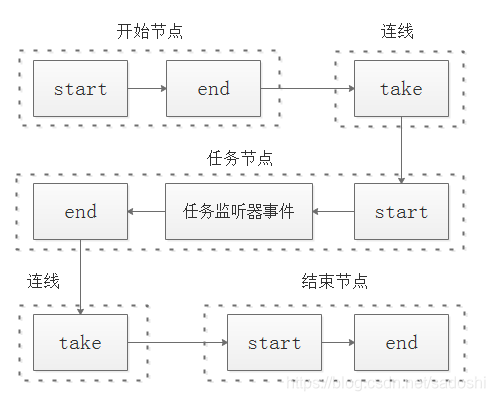 开始节点
连线
start
end
take
任务节点
end
任务监听器事件
start
连线
结束节点
take
start
end
https://blog.csdn.net/sadoshi